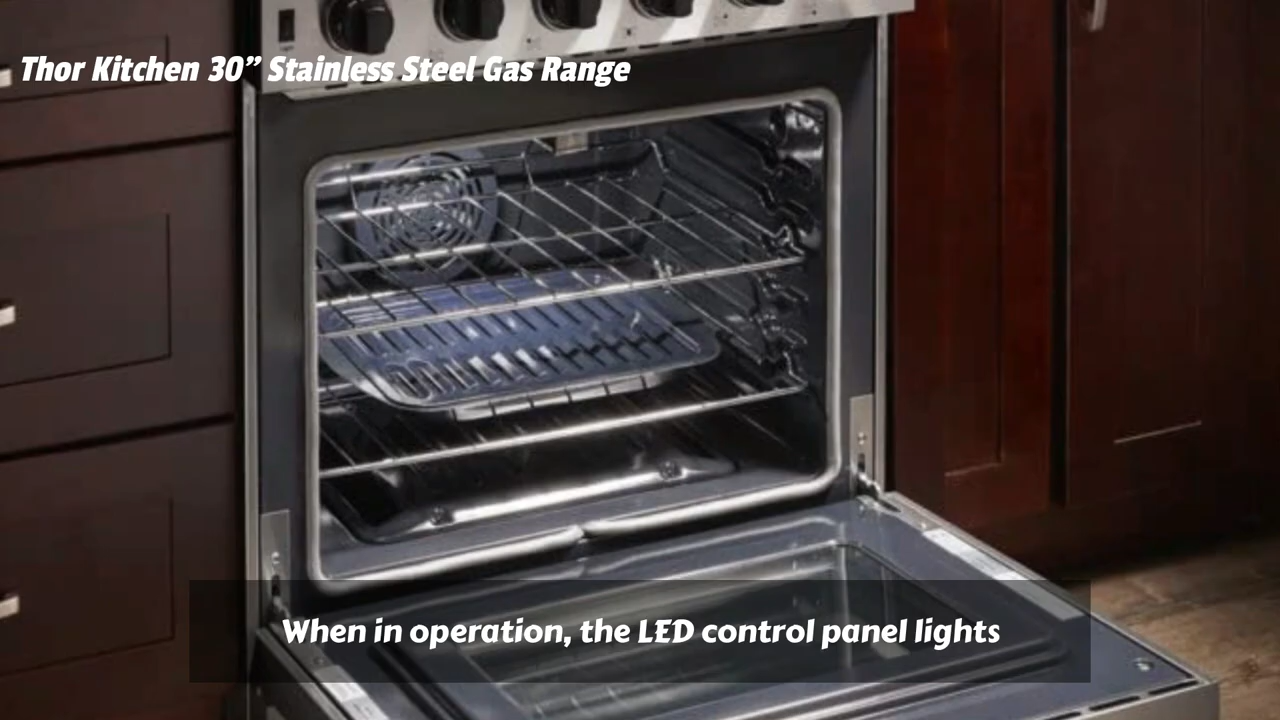 Thor Kitchen 30” Stainless Steel Gas Range
When in operation, the LED control panel lights